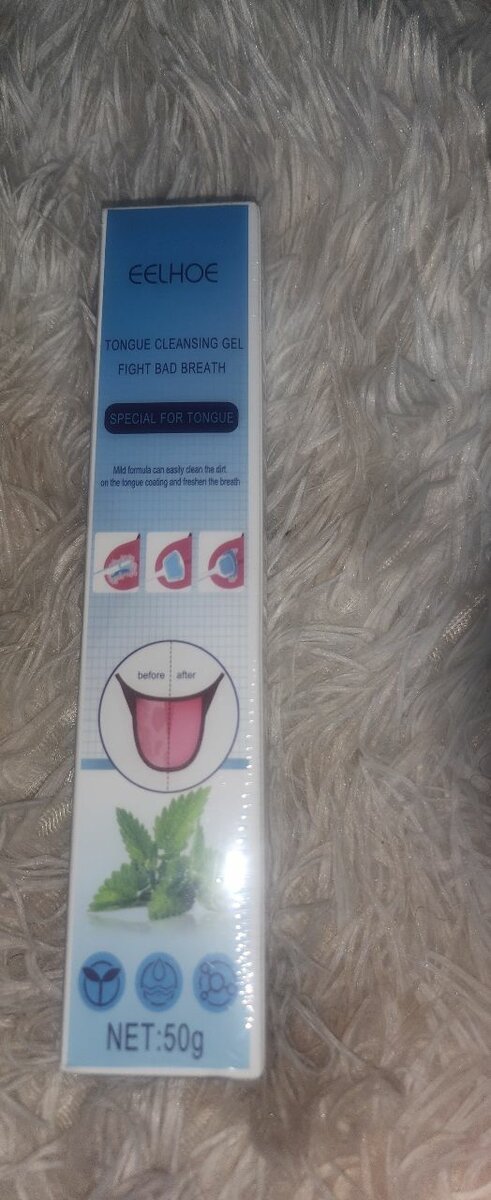 EELHOE
TONGUE CLEANSING GEL
FIGHT BAD BREATH
SPECIAL FOR TONGUE
Mild formula can easily clean the dirt
on the tongue coating and freshen the breath
before after
NET:50g